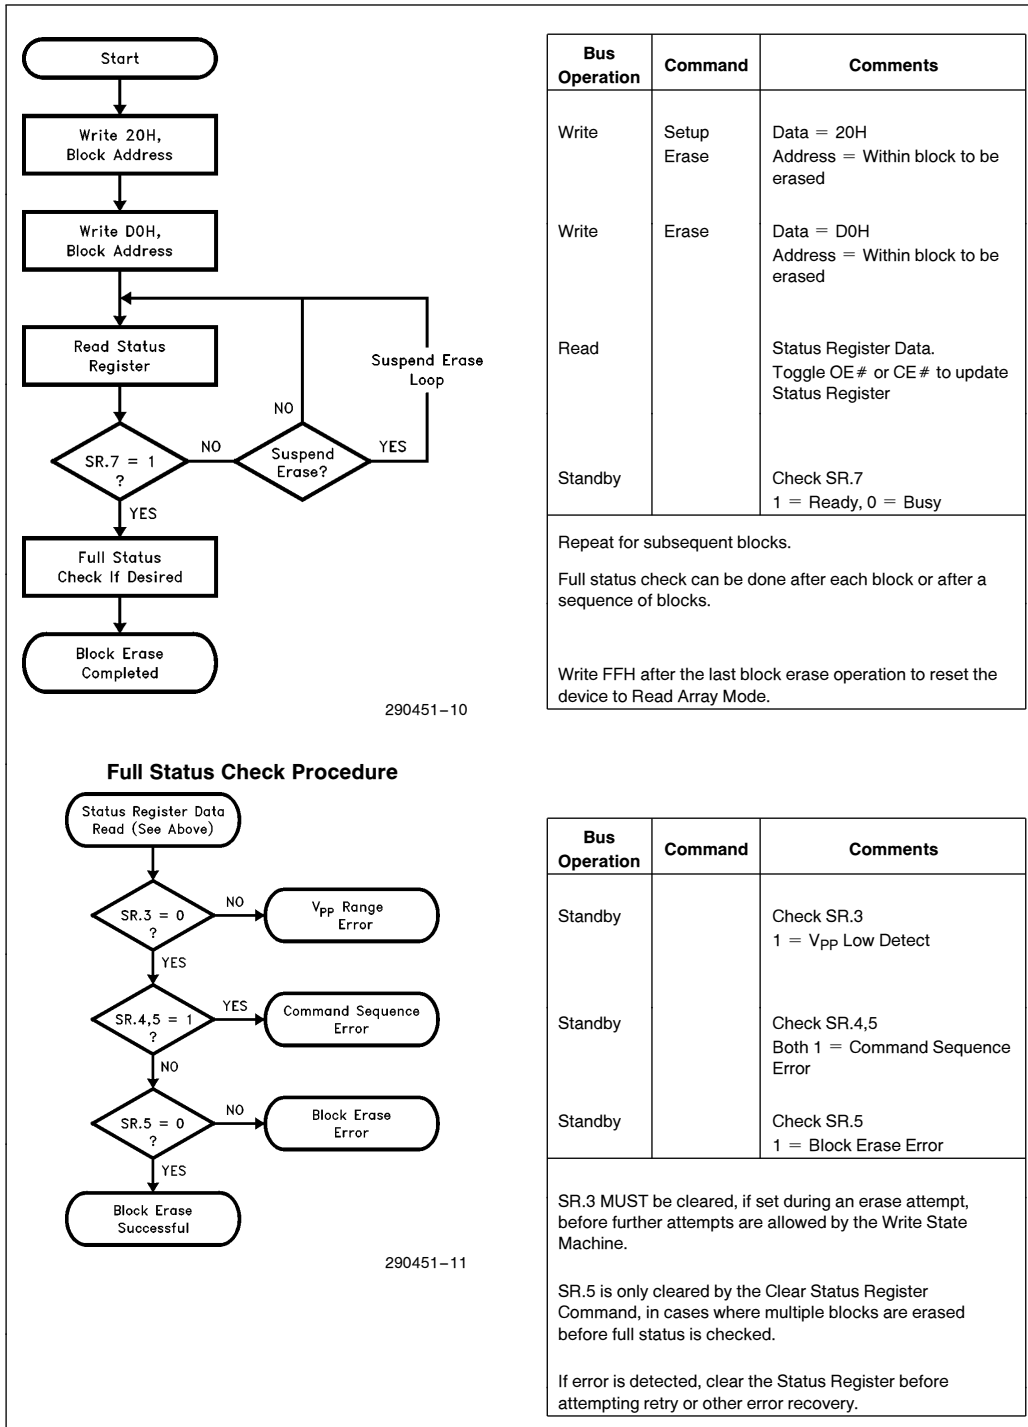 Start
Write 20H,
Block Address
Write D0H,
Block Address
Read Status
Register
Suspend Erase
Loop
NO
SR.7 = 1
?
NO
Suspend
Erase?
YES
YES
Full Status
Check If Desired
Block Erase
Completed
290451–10
Bus
Operation
Command
Comments
Write
Setup
Erase
Data = 20H
Address = Within block to be
erased
Write
Erase
Data = D0H
Address = Within block to be
erased
Read
Status Register Data.
Toggle OE# or CE# to update
Status Register
Standby
Check SR.7
1 = Ready, 0 = Busy
Repeat for subsequent blocks.
Full status check can be done after each block or after a
sequence of blocks.
Write FFH after the last block erase operation to reset the
device to Read Array Mode.
Full Status Check Procedure
Status Register Data
Read (See Above)
SR.3 = 0
?
NO
VPP Range
Error
YES
SR.4,5 = 1
?
YES
Command Sequence
Error
NO
SR.5 = 0
?
NO
Block Erase
Error
YES
Block Erase
Successful
290451–11
Bus
Operation
Command
Comments
Standby
Check SR.3
1 = VPP Low Detect
Standby
Check SR.4,5
Both 1 = Command Sequence
Error
Standby
Check SR.5
1 = Block Erase Error
SR.3 MUST be cleared, if set during an erase attempt,
before further attempts are allowed by the Write State
Machine.
SR.5 is only cleared by the Clear Status Register
Command, in cases where multiple blocks are erased
before full status is checked.
If error is detected, clear the Status Register before
attempting retry or other error recovery.